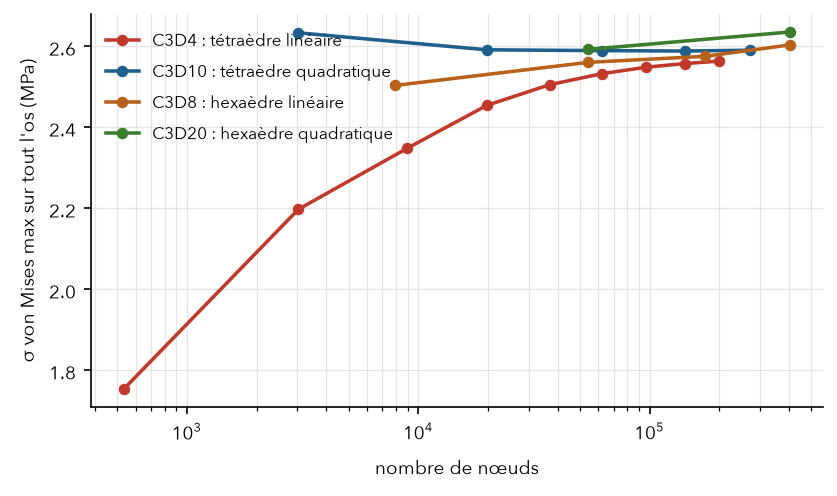 C3D4 : tétraèdre linéaire
C3D10 : tétraèdre quadratique
C3D8 : hexaèdre linéaire
C3D20 : hexaèdre quadratique
σ von Mises max sur tout l'os (MPa)
2.6
2.4
2.2
2.0
1.8
10³ 10⁴ 10⁵
nombre de nœuds